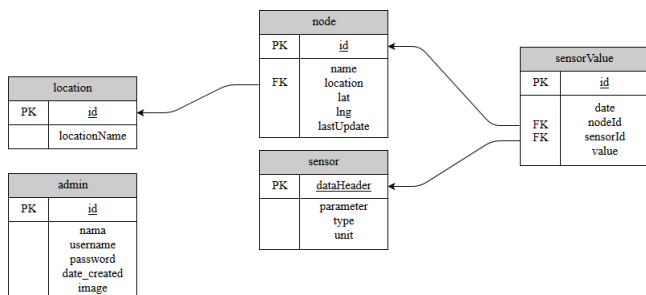 node
PK id
name
FK location
lat
lng
lastUpdate
sensorValue
PK id
date
FK nodeId
FK sensorId
value
location
PK id
locationName
sensor
PK dataHeader
parameter
type
unit
admin
PK id
nama
username
password
date_created
image